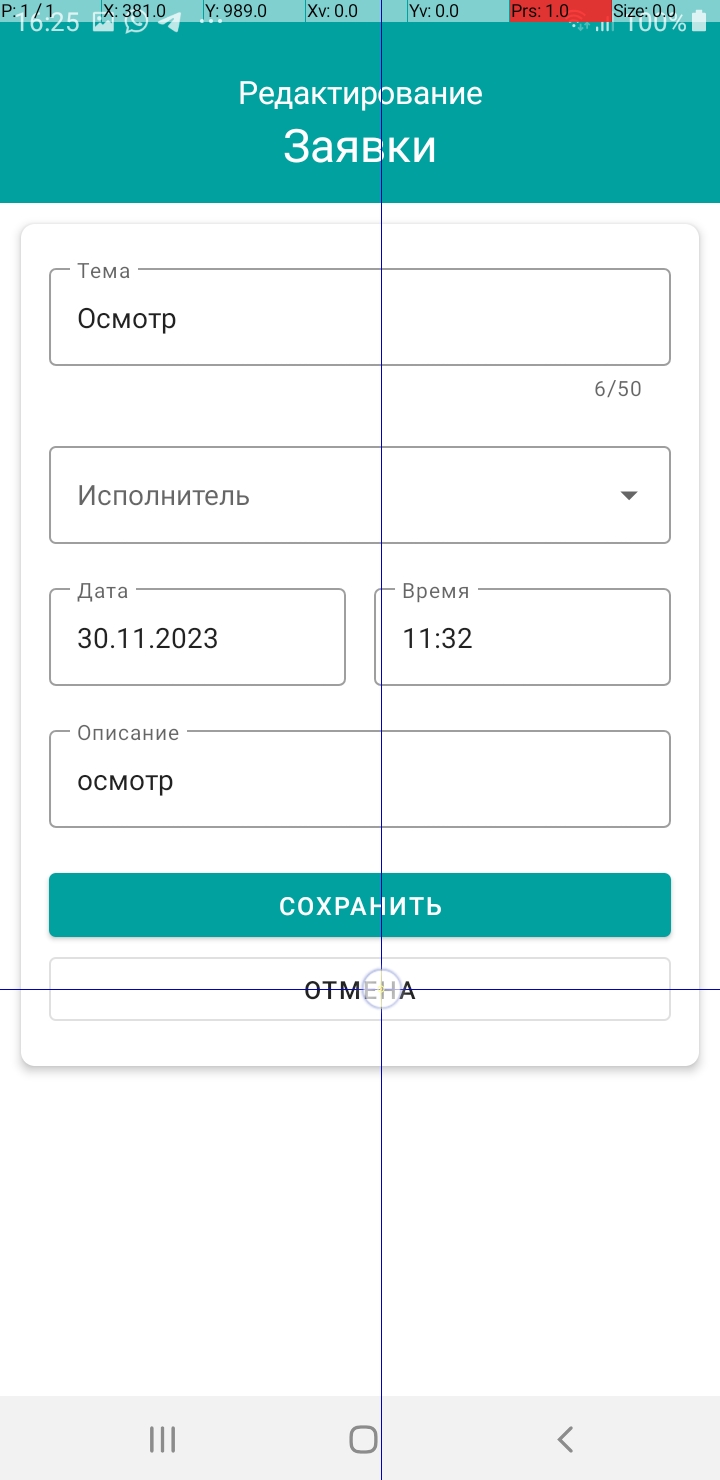 P: 1 / 1 X: 381.0 Y: 989.0 Xv: 0.0 Yv: 0.0 Prs: 1.0 Size: 0.0
16:25 ... 100%
Редактирование
Заявки
Тема
Осмотр
6/50
Исполнитель
Дата Время
30.11.2023 11:32
Описание
осмотр
СОХРАНИТЬ
ОТМЕНА